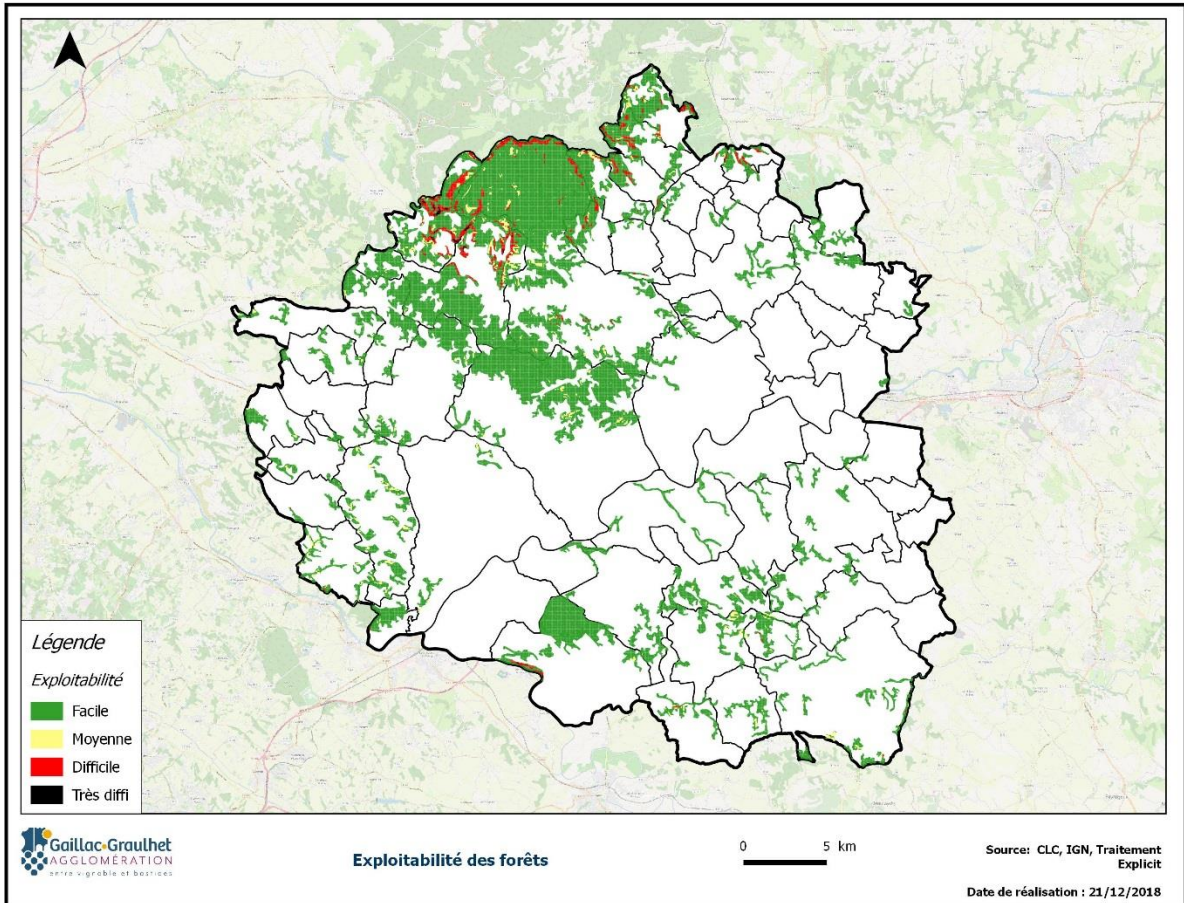 Légende
Exploitabilité
Facile
Moyenne
Difficile
Très diffi
Gaillac•Graulhet
AGGLOMÉRATION
entre vignoble et bastides
Exploitabilité des forêts
0 5 km
Source: CLC, IGN, Traitement
Explicit
Date de réalisation : 21/12/2018